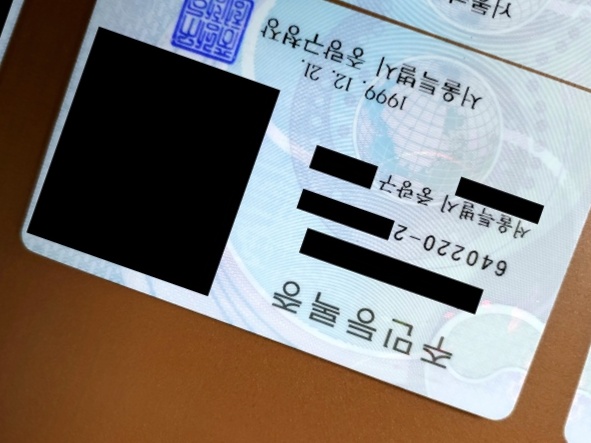 주민등록증
640220-2
서울특별시 중랑구
1999. 12. 21.
서울특별시 중랑구청장